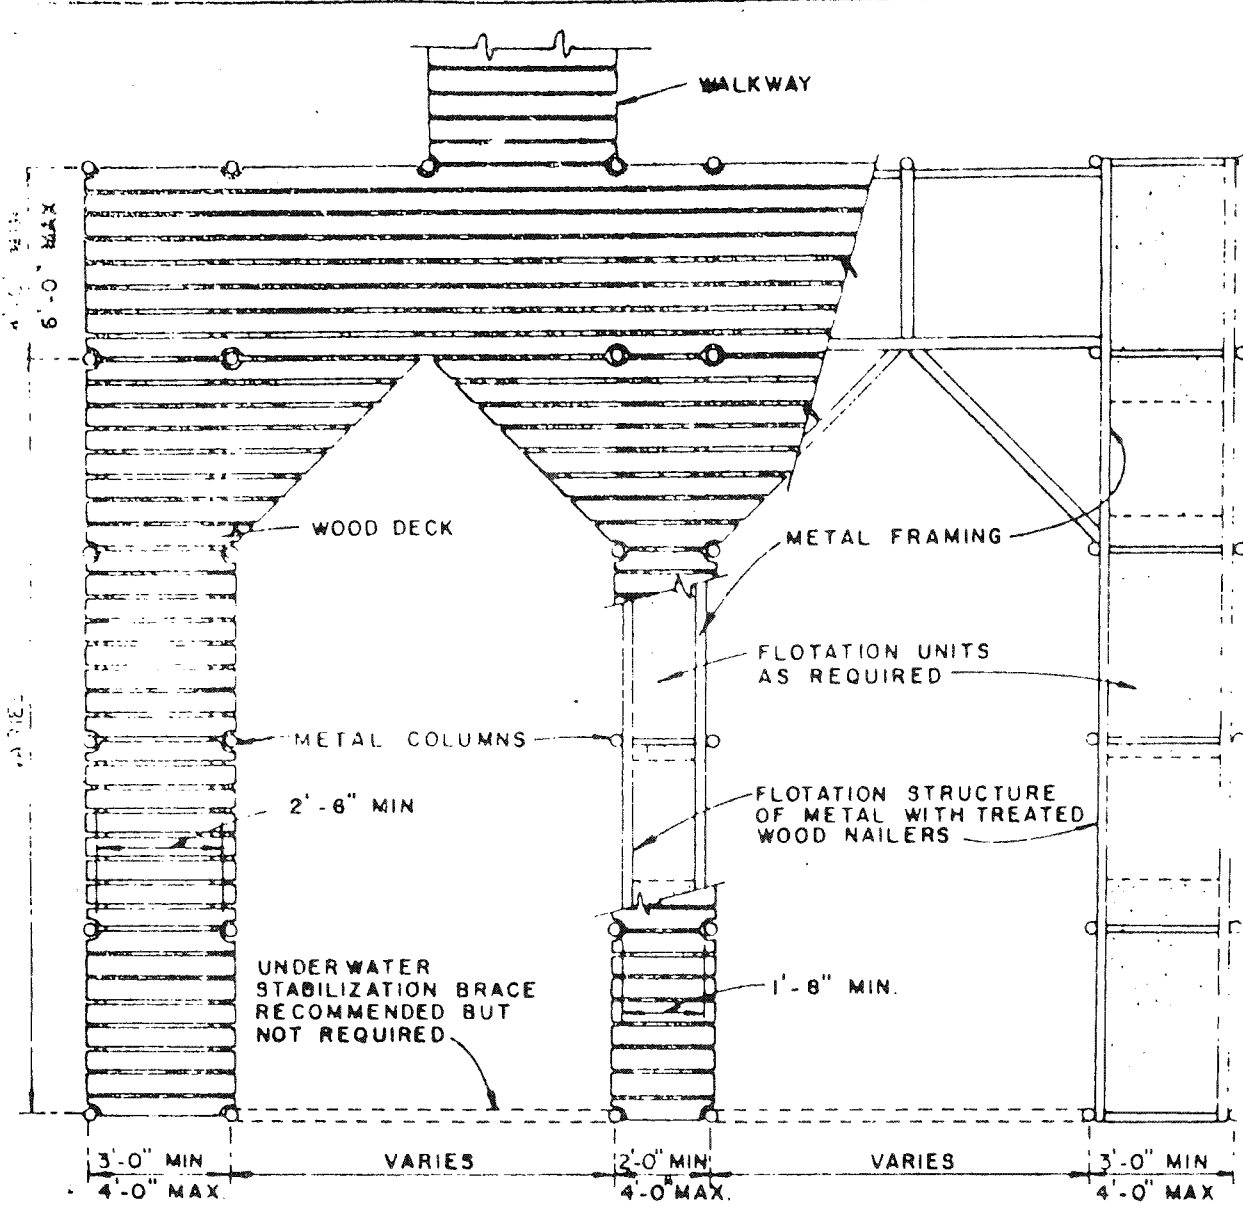 WALKWAY
6'-0" MAX
WOOD DECK
METAL FRAMING
FLOTATION UNITS
AS REQUIRED
METAL COLUMNS
2'-6" MIN
FLOTATION STRUCTURE
OF METAL WITH TREATED
WOOD NAILERS
UNDERWATER
STABILIZATION BRACE
RECOMMENDED BUT
NOT REQUIRED
1'-8" MIN.
3'-0" MIN
4'-0" MAX.
VARIES
2'-0" MIN
4'-0" MAX.
VARIES
3'-0" MIN
4'-0" MAX